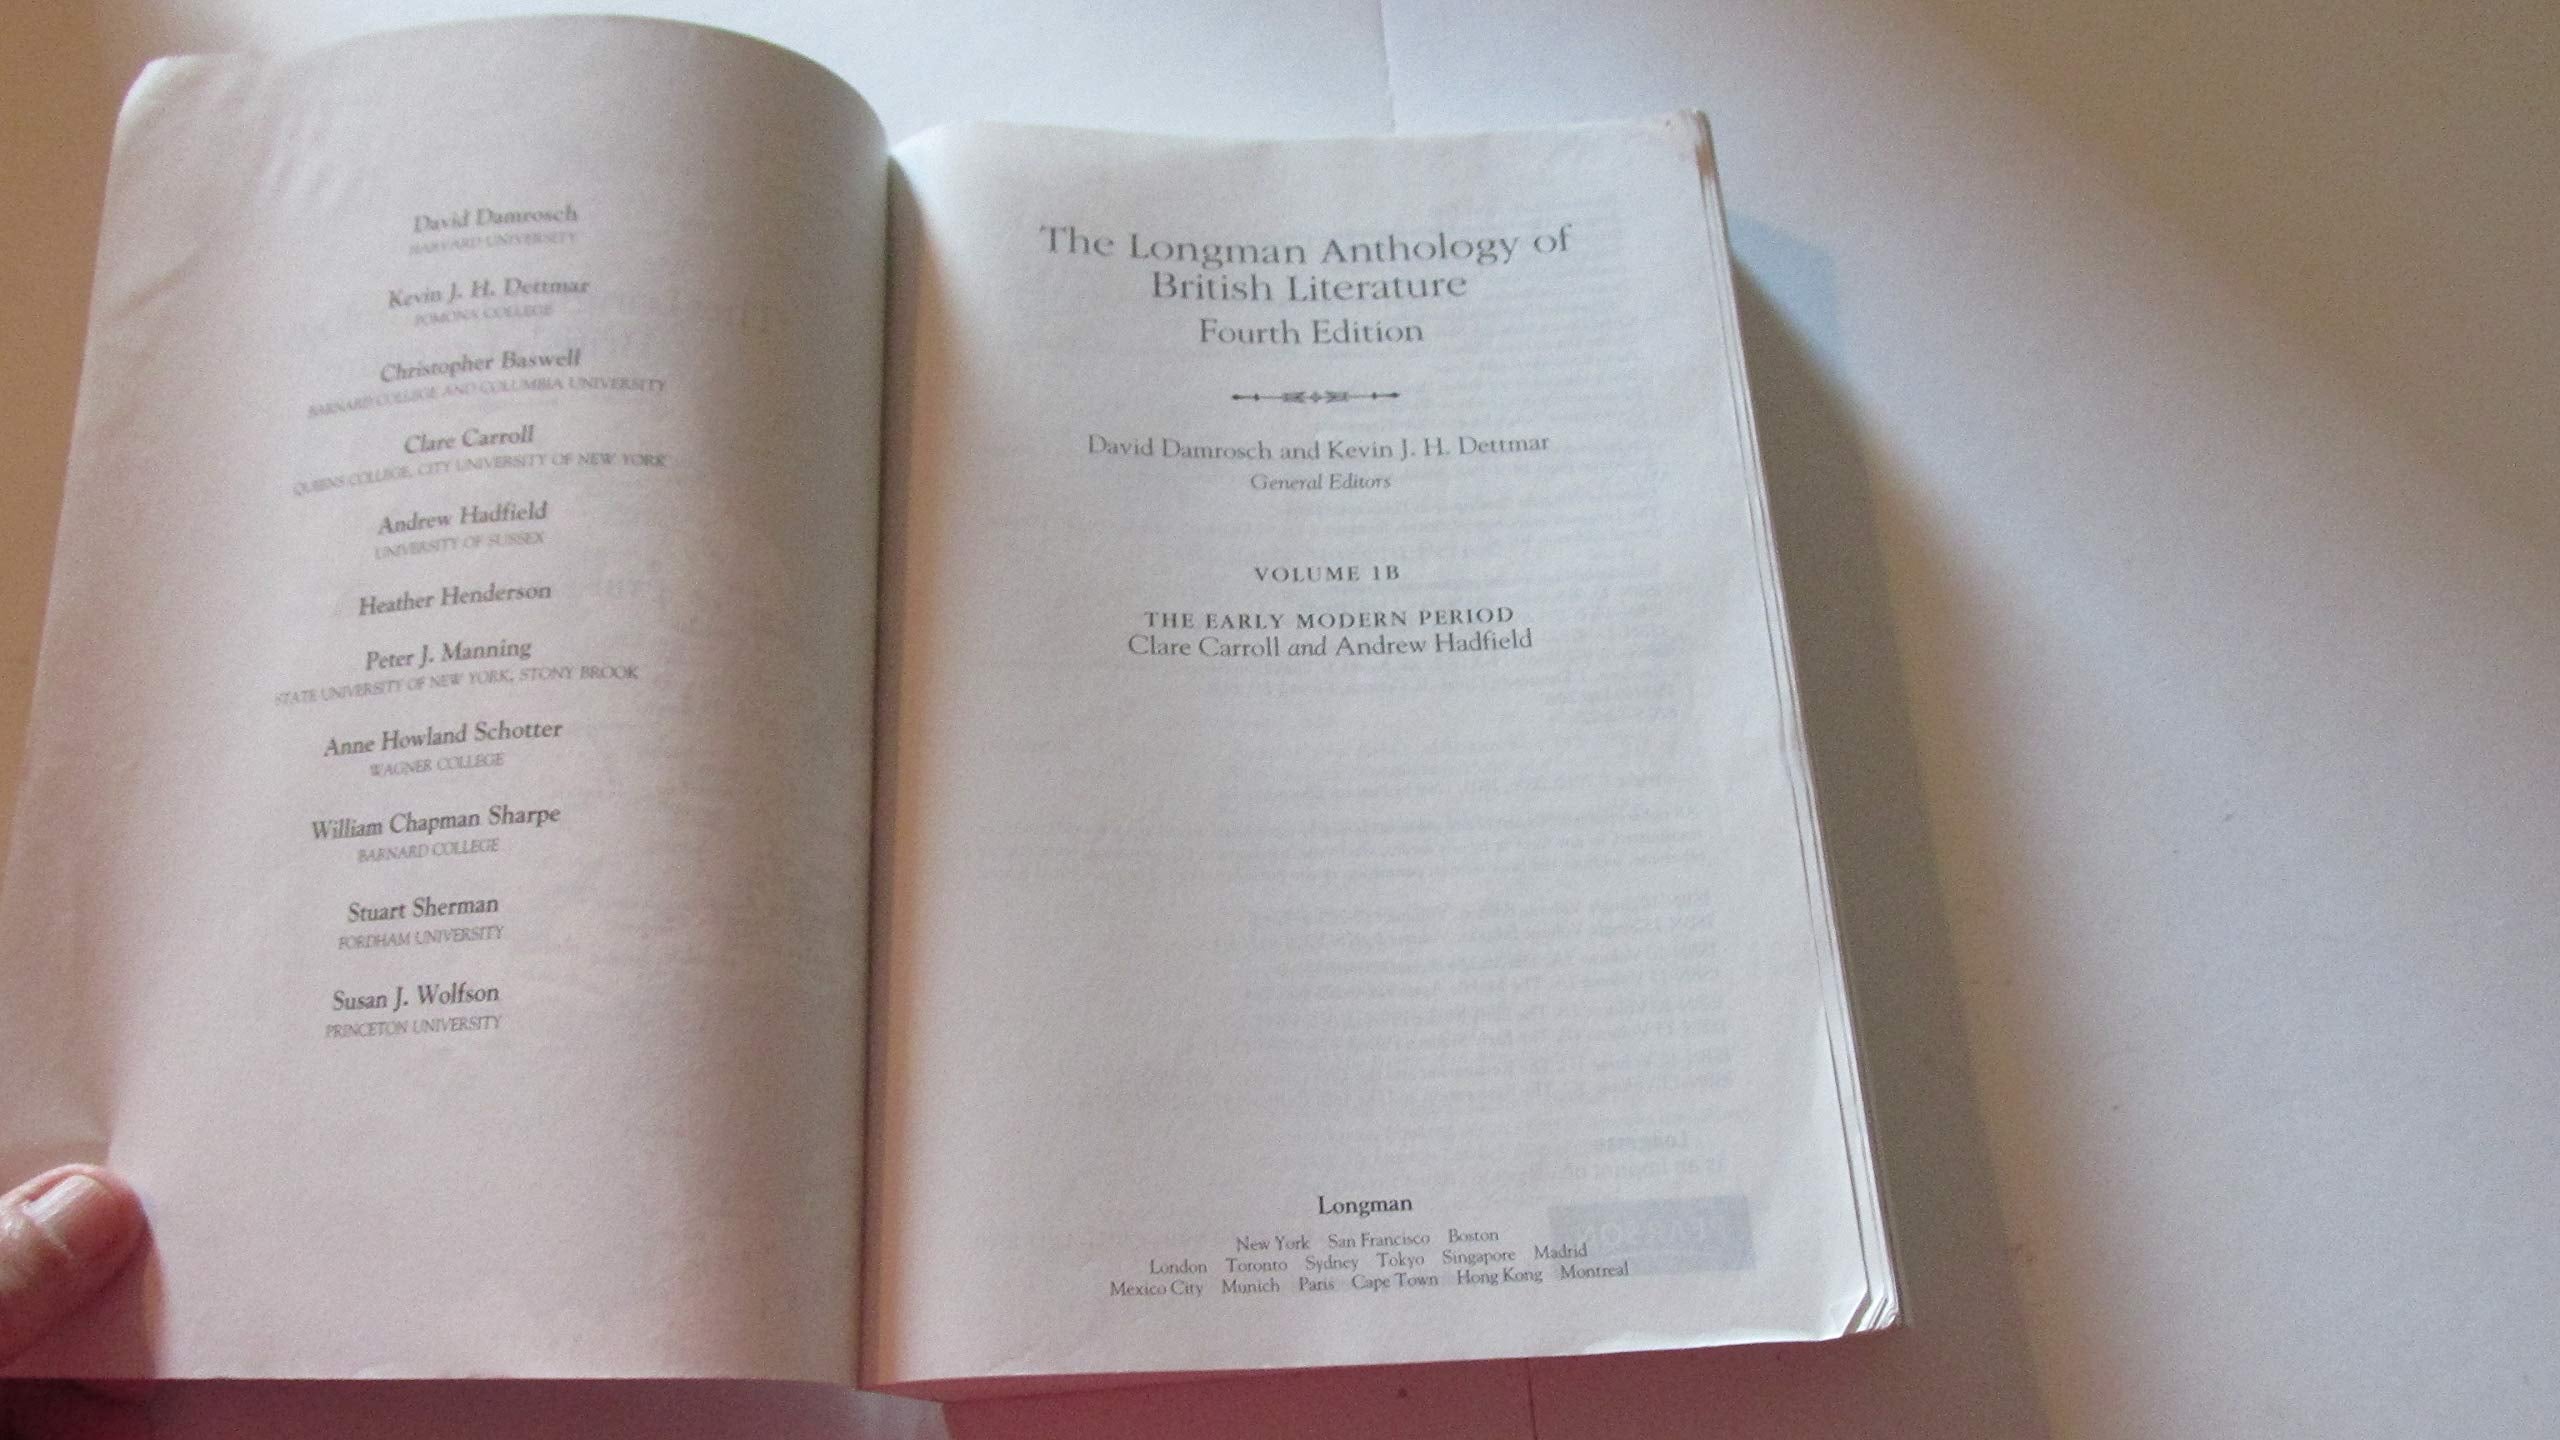 David Damrosch
HARVARD UNIVERSITY
Kevin J. H. Dettmar
POMONA COLLEGE
Christopher Baswell
BARNARD COLLEGE AND COLUMBIA UNIVERSITY
Clare Carroll
QUEENS COLLEGE, CITY UNIVERSITY OF NEW YORK
Andrew Hadfield
UNIVERSITY OF SUSSEX
Heather Henderson
Peter J. Manning
STATE UNIVERSITY OF NEW YORK, STONY BROOK
Anne Howland Schotter
WAGNER COLLEGE
William Chapman Sharpe
BARNARD COLLEGE
Stuart Sherman
FORDHAM UNIVERSITY
Susan J. Wolfson
PRINCETON UNIVERSITY
The Longman Anthology of
British Literature
Fourth Edition
David Damrosch and Kevin J. H. Dettmar
General Editors
VOLUME 1B
THE EARLY MODERN PERIOD
Clare Carroll and Andrew Hadfield
Longman
New York San Francisco Boston
London Toronto Sydney Tokyo Singapore Madrid
Mexico City Munich Paris Cape Town Hong Kong Montreal